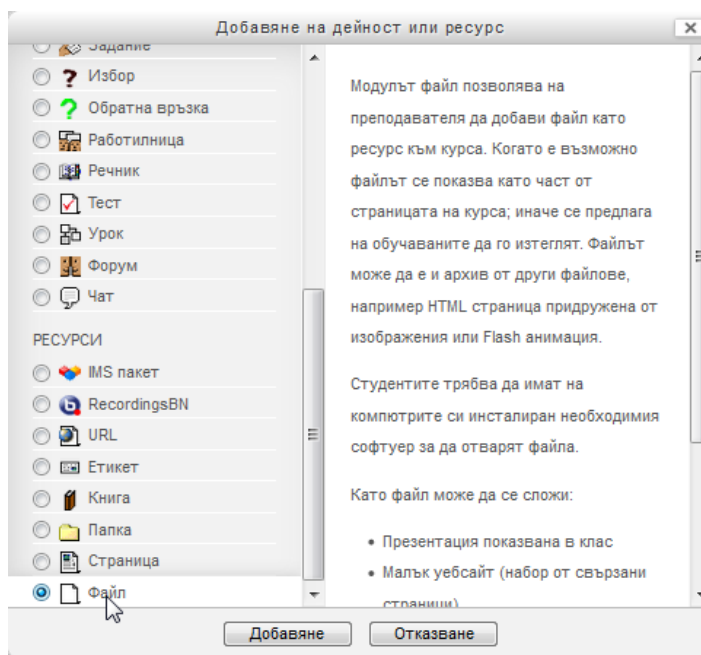 Добавяне на дейност или ресурс
Задание
Избор
Обратна връзка
Работилница
Речник
Тест
Урок
Форум
Чат
РЕСУРСИ
IMS пакет
RecordingsBN
URL
Етикет
Книга
Папка
Страница
Файл
Модулът файл позволява на
преподавателя да добави файл като
ресурс към курса. Когато е възможно
файлът се показва като част от
страницата на курса; иначе се предлага
на обучаваните да го изтеглят. Файлът
може да е и архив от други файлове,
например HTML страница придружена от
изображения или Flash анимация.
Студентите трябва да имат на
компютрите си инсталиран необходимия
софтуер за да отварят файла.
Като файл може да се сложи:
• Презентация показвана в клас
• Малък уебсайт (набор от свързани
страници)
Добавяне
Отказване